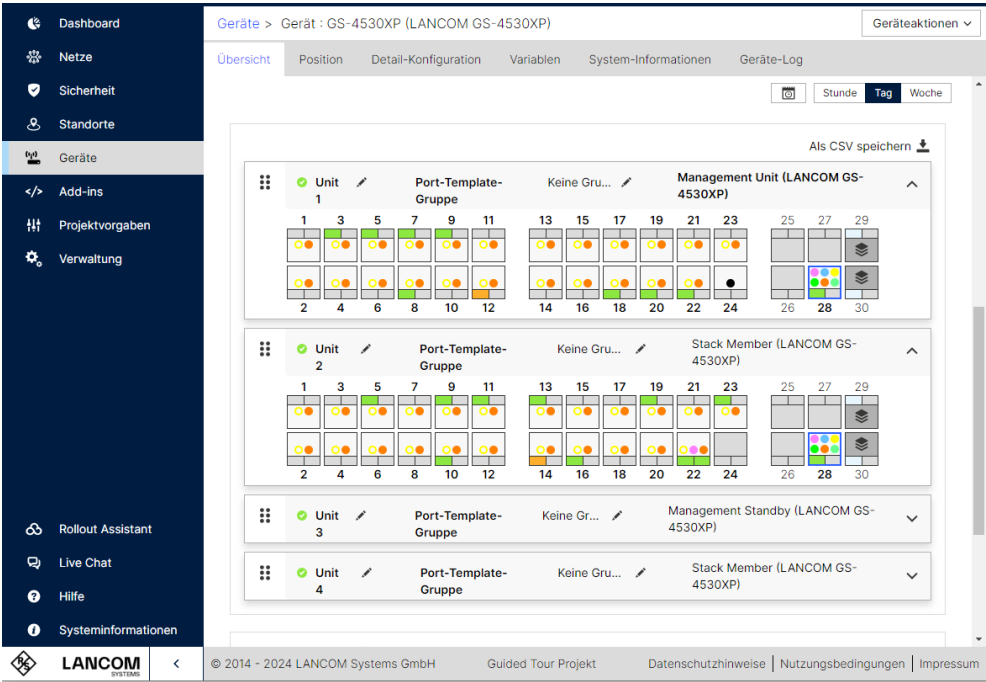 Dashboard
Netze
Sicherheit
Standorte
Geräte
Add-ins
Projektvorgaben
Verwaltung
Rollout Assistant
Live Chat
Hilfe
Systeminformationen
LANCOM
SYSTEMS
Geräte > Gerät : GS-4530XP (LANCOM GS-4530XP)
Geräteaktionen
Übersicht Position Detail-Konfiguration Variablen System-Informationen Geräte-Log
Stunde Tag Woche
Als CSV speichern
Unit
1
Port-Template-
Gruppe
Keine Gru...
Management Unit (LANCOM GS-
4530XP)
1 3 5 7 9 11 13 15 17 19 21 23 25 27 29
2 4 6 8 10 12 14 16 18 20 22 24 26 28 30
Unit
2
Port-Template-
Gruppe
Keine Gru...
Stack Member (LANCOM GS-
4530XP)
1 3 5 7 9 11 13 15 17 19 21 23 25 27 29
2 4 6 8 10 12 14 16 18 20 22 24 26 28 30
Unit
3
Port-Template-
Gruppe
Keine Gr...
Management Standby (LANCOM GS-
4530XP)
Unit
4
Port-Template-
Gruppe
Keine Gru...
Stack Member (LANCOM GS-
4530XP)
© 2014 - 2024 LANCOM Systems GmbH Guided Tour Projekt Datenschutzhinweise | Nutzungsbedingungen | Impressum